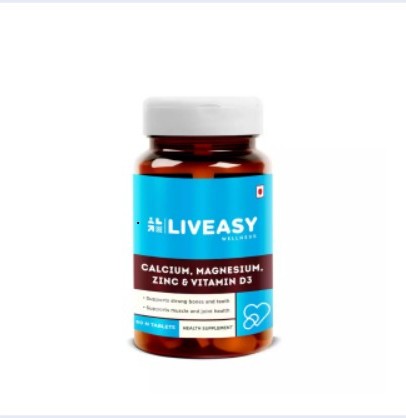 LIVEASY
WELLNESS
CALCIUM, MAGNESIUM,
ZINC & VITAMIN D3
• Supports strong bones and teeth
• Supports muscle and joint health
TABLETS
HEALTH SUPPLEMENT